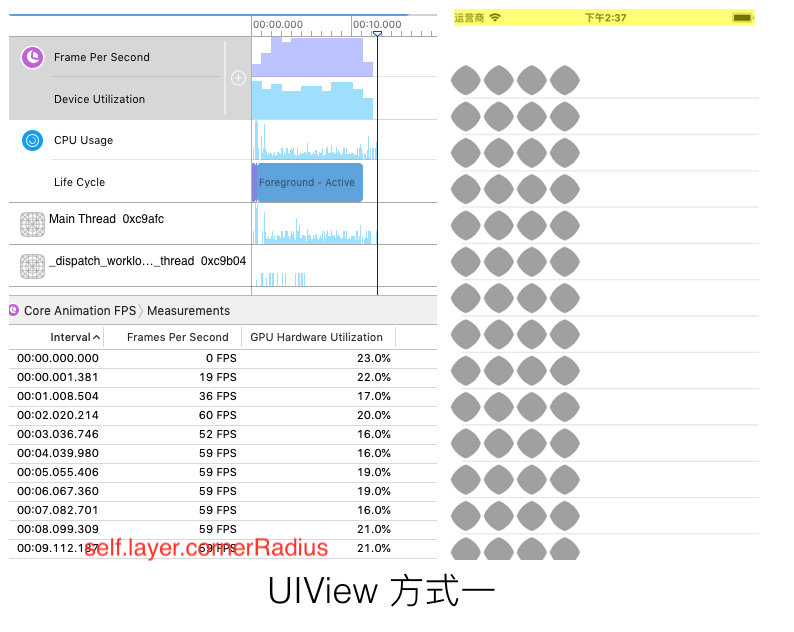 00:00.000 00:10.000
Frame Per Second
Device Utilization
CPU Usage
Life Cycle
Foreground - Active
Main Thread 0xc9afc
_dispatch_worklo..._thread 0xc9b04
Core Animation FPS Measurements
Interval Frames Per Second GPU Hardware Utilization
00:00.000.000 0 FPS 23.0%
00:00.001.381 19 FPS 22.0%
00:01.008.504 36 FPS 17.0%
00:02.020.214 60 FPS 20.0%
00:03.036.746 52 FPS 16.0%
00:04.039.980 59 FPS 16.0%
00:05.055.406 59 FPS 19.0%
00:06.067.360 59 FPS 19.0%
00:07.082.701 59 FPS 16.0%
00:08.099.309 59 FPS 21.0%
00:09.112.137 59 FPS 21.0%
self.layer.cornerRadius
运营商 下午2:37
UIView 方式一